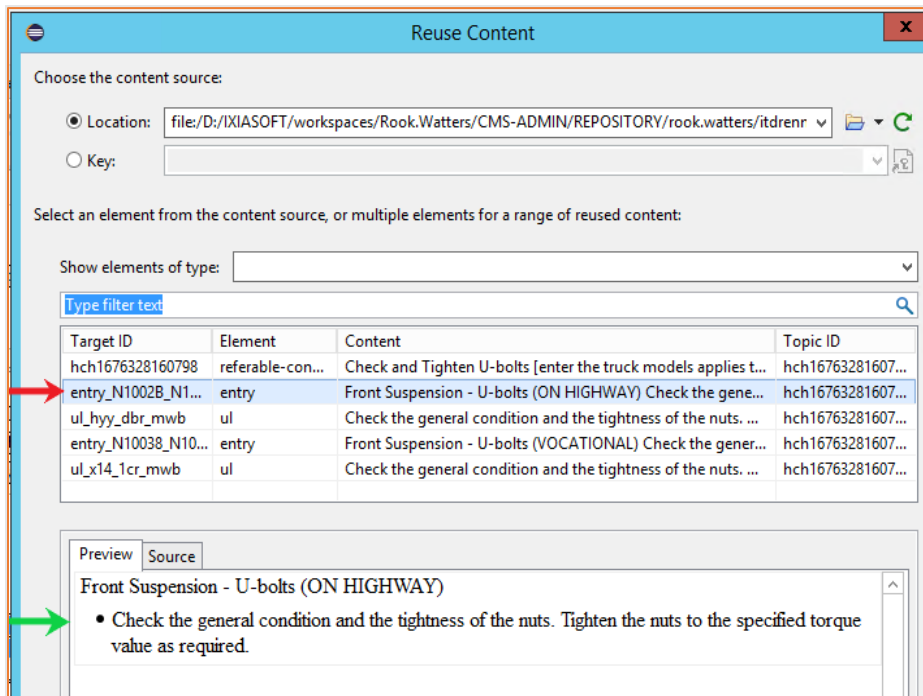 Reuse Content
x
Choose the content source:
Location: file:/D:/IXIASOFT/workspaces/Rook.Watters/CMS-ADMIN/REPOSITORY/rook.watters/itdrenr
Key:
Select an element from the content source, or multiple elements for a range of reused content:
Show elements of type:
Type filter text
Target ID Element Content Topic ID
hch1676328160798 referable-con... Check and Tighten U-bolts [enter the truck models applies t... hch16763281607...
entry_N1002B_N1... entry Front Suspension - U-bolts (ON HIGHWAY) Check the gene... hch16763281607...
ul_hyy_dbr_mwb ul Check the general condition and the tightness of the nuts. ... hch16763281607...
entry_N10038_N10... entry Front Suspension - U-bolts (VOCATIONAL) Check the gener... hch16763281607...
ul_x14_1cr_mwb ul Check the general condition and the tightness of the nuts. ... hch16763281607...
Preview Source
Front Suspension - U-bolts (ON HIGHWAY)
• Check the general condition and the tightness of the nuts. Tighten the nuts to the specified torque
value as required.